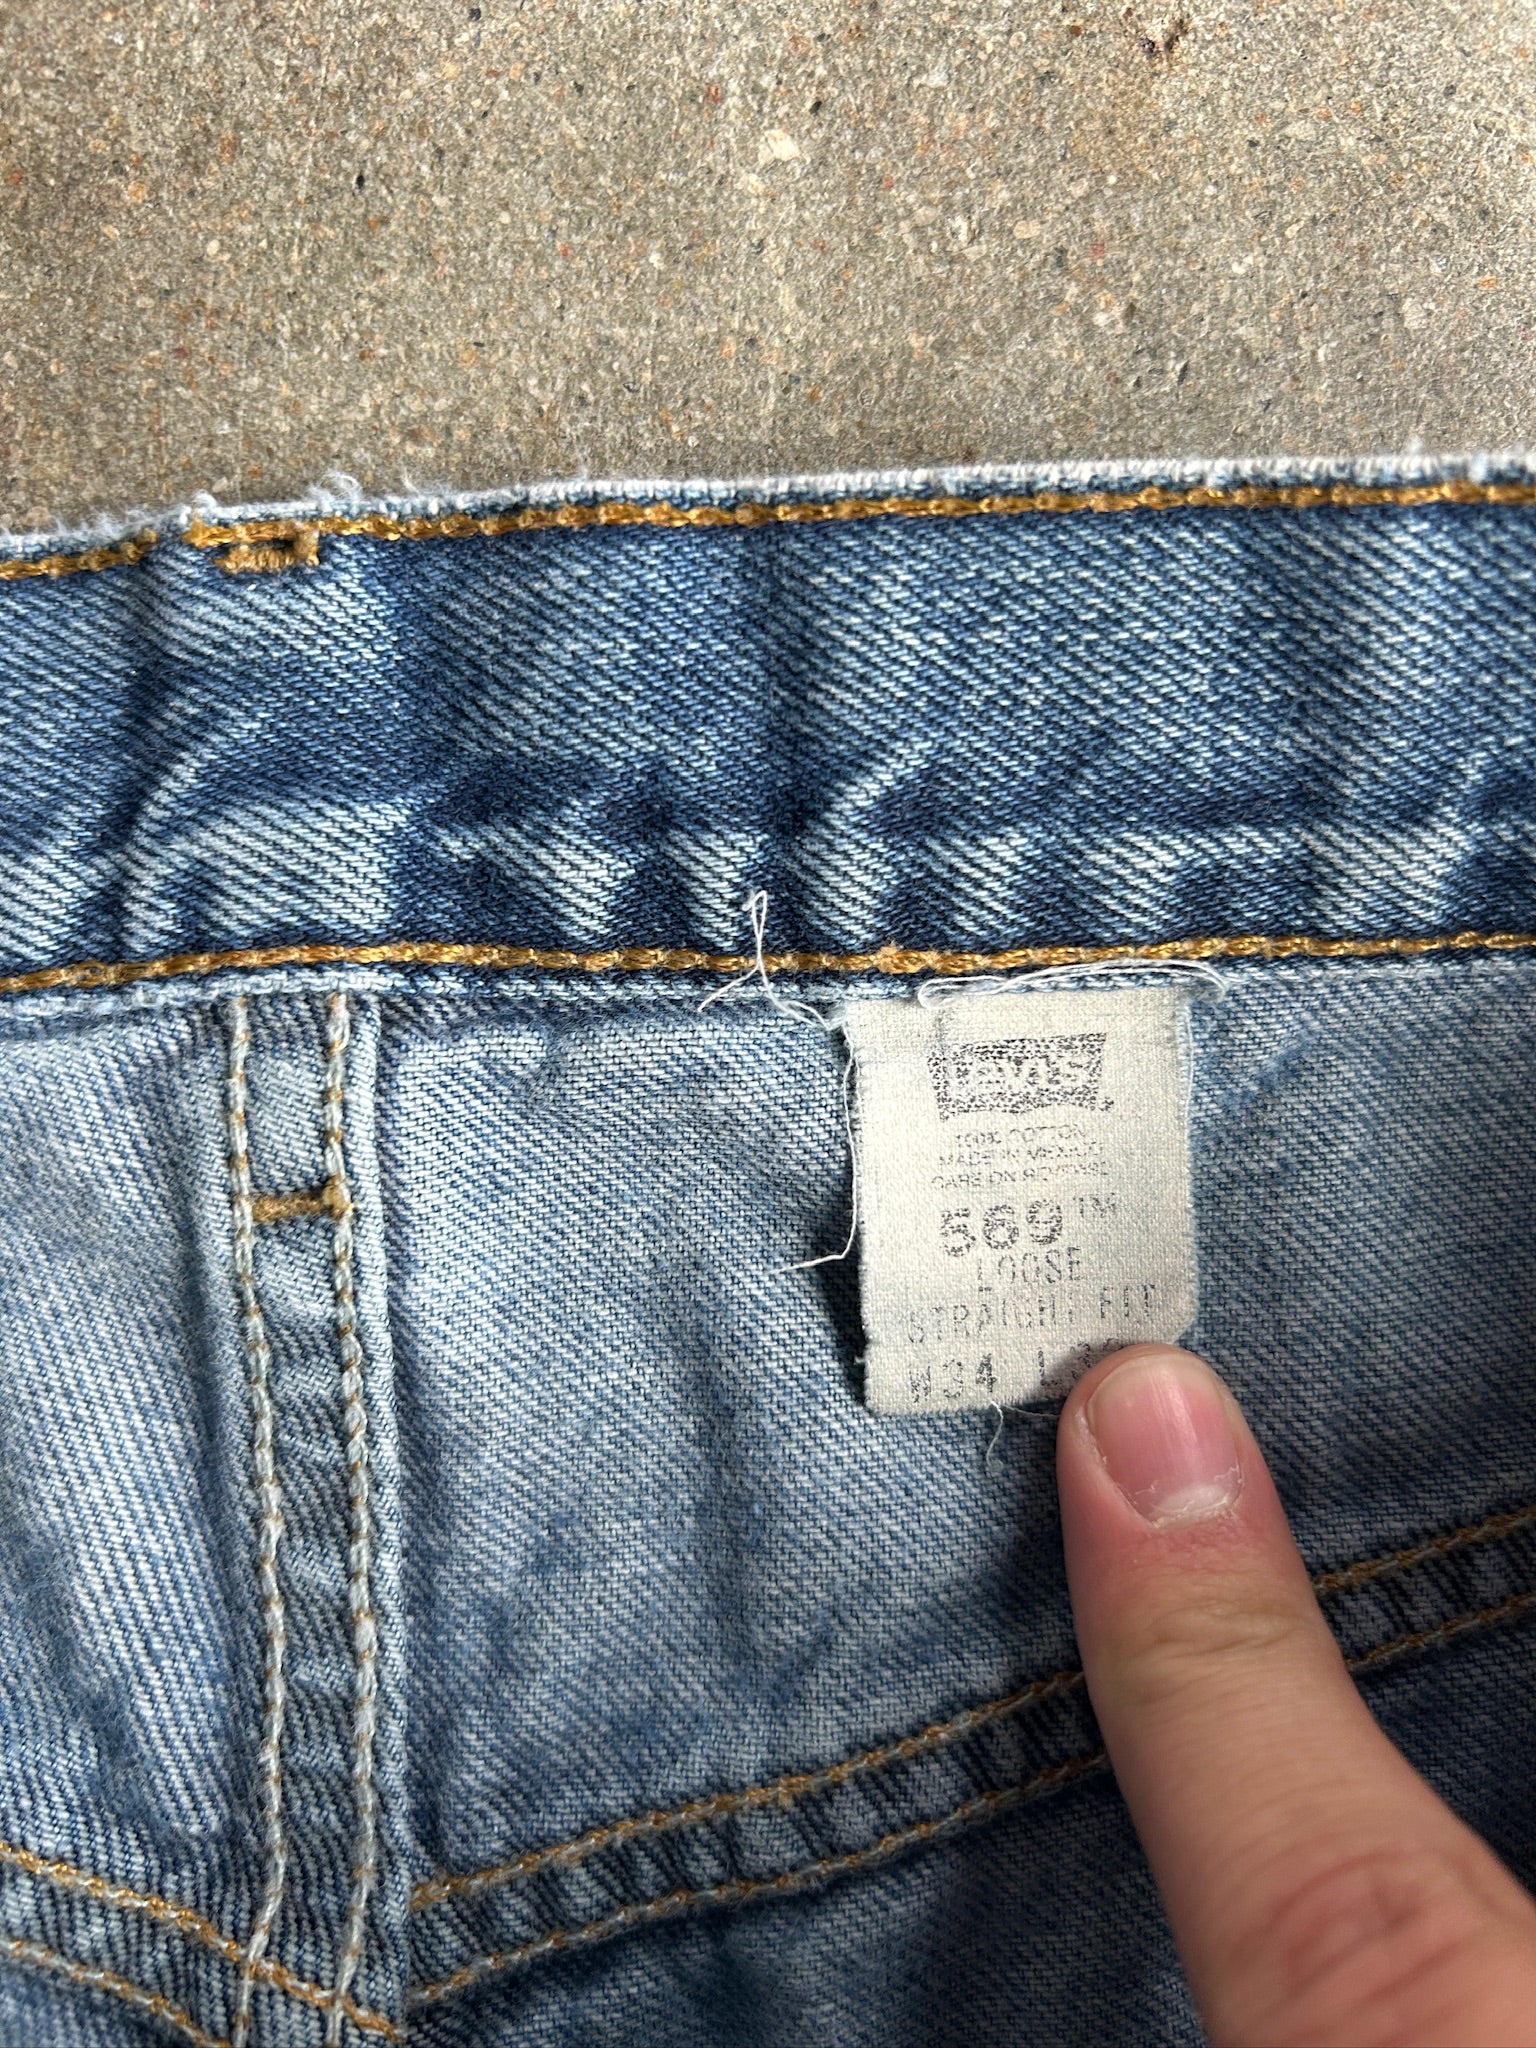 Levi's
100% COTTON
MADE IN MEXICO
CARE ON REVERSE
569™
LOOSE
STRAIGHT FIT
W34 L